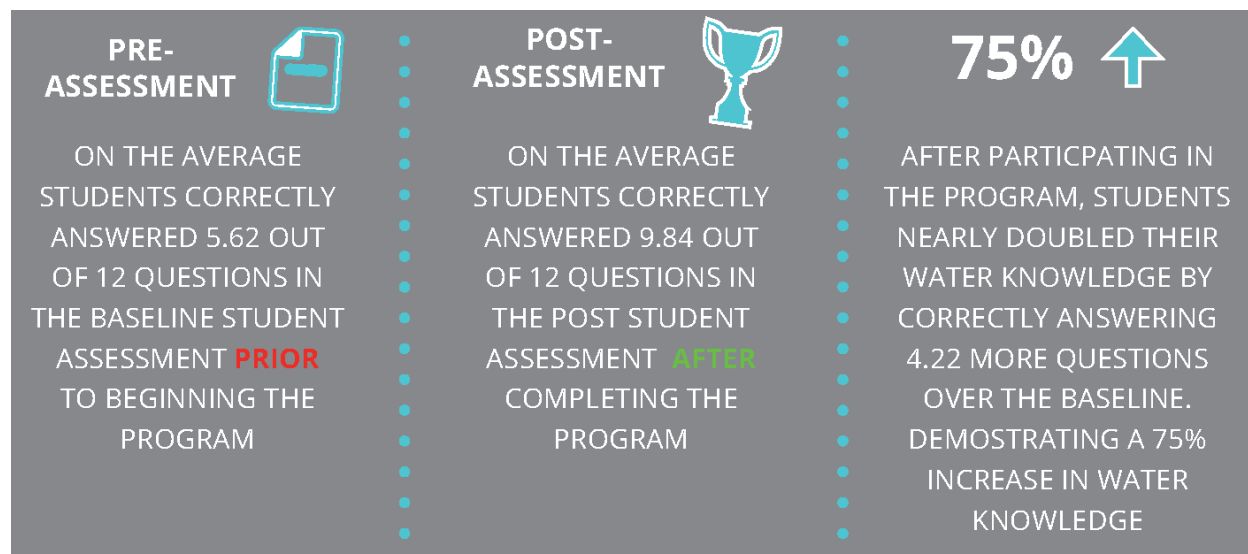 PRE-
ASSESSMENT
ON THE AVERAGE
STUDENTS CORRECTLY
ANSWERED 5.62 OUT
OF 12 QUESTIONS IN
THE BASELINE STUDENT
ASSESSMENT PRIOR
TO BEGINNING THE
PROGRAM
POST-
ASSESSMENT
ON THE AVERAGE
STUDENTS CORRECTLY
ANSWERED 9.84 OUT
OF 12 QUESTIONS IN
THE POST STUDENT
ASSESSMENT AFTER
COMPLETING THE
PROGRAM
75%
AFTER PARTICPATING IN
THE PROGRAM, STUDENTS
NEARLY DOUBLED THEIR
WATER KNOWLEDGE BY
CORRECTLY ANSWERING
4.22 MORE QUESTIONS
OVER THE BASELINE.
DEMOSTRATING A 75%
INCREASE IN WATER
KNOWLEDGE